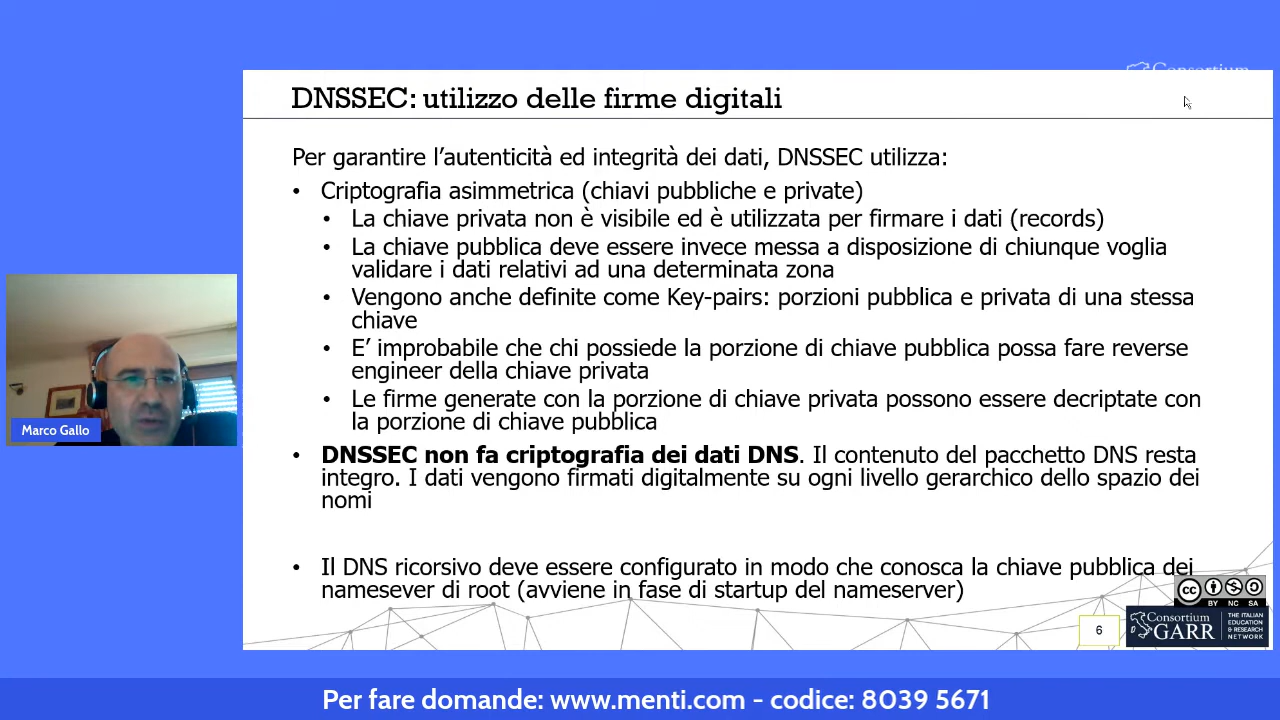 Consortium
DNSSEC: utilizzo delle firme digitali
Per garantire l’autenticità ed integrità dei dati, DNSSEC utilizza:
• Criptografia asimmetrica (chiavi pubbliche e private)
• La chiave privata non è visibile ed è utilizzata per firmare i dati (records)
• La chiave pubblica deve essere invece messa a disposizione di chiunque voglia
validare i dati relativi ad una determinata zona
• Vengono anche definite come Key-pairs: porzioni pubblica e privata di una stessa
chiave
• E’ improbabile che chi possiede la porzione di chiave pubblica possa fare reverse
engineer della chiave privata
• Le firme generate con la porzione di chiave privata possono essere decriptate con
la porzione di chiave pubblica
• DNSSEC non fa criptografia dei dati DNS. Il contenuto del pacchetto DNS resta
integro. I dati vengono firmati digitalmente su ogni livello gerarchico dello spazio dei
nomi
• Il DNS ricorsivo deve essere configurato in modo che conosca la chiave pubblica dei
namesever di root (avviene in fase di startup del nameserver)
Marco Gallo
cc
BY NC SA
6
Consortium
GARR
THE ITALIAN
EDUCATION
& RESEARCH
NETWORK
Per fare domande: www.menti.com - codice: 8039 5671